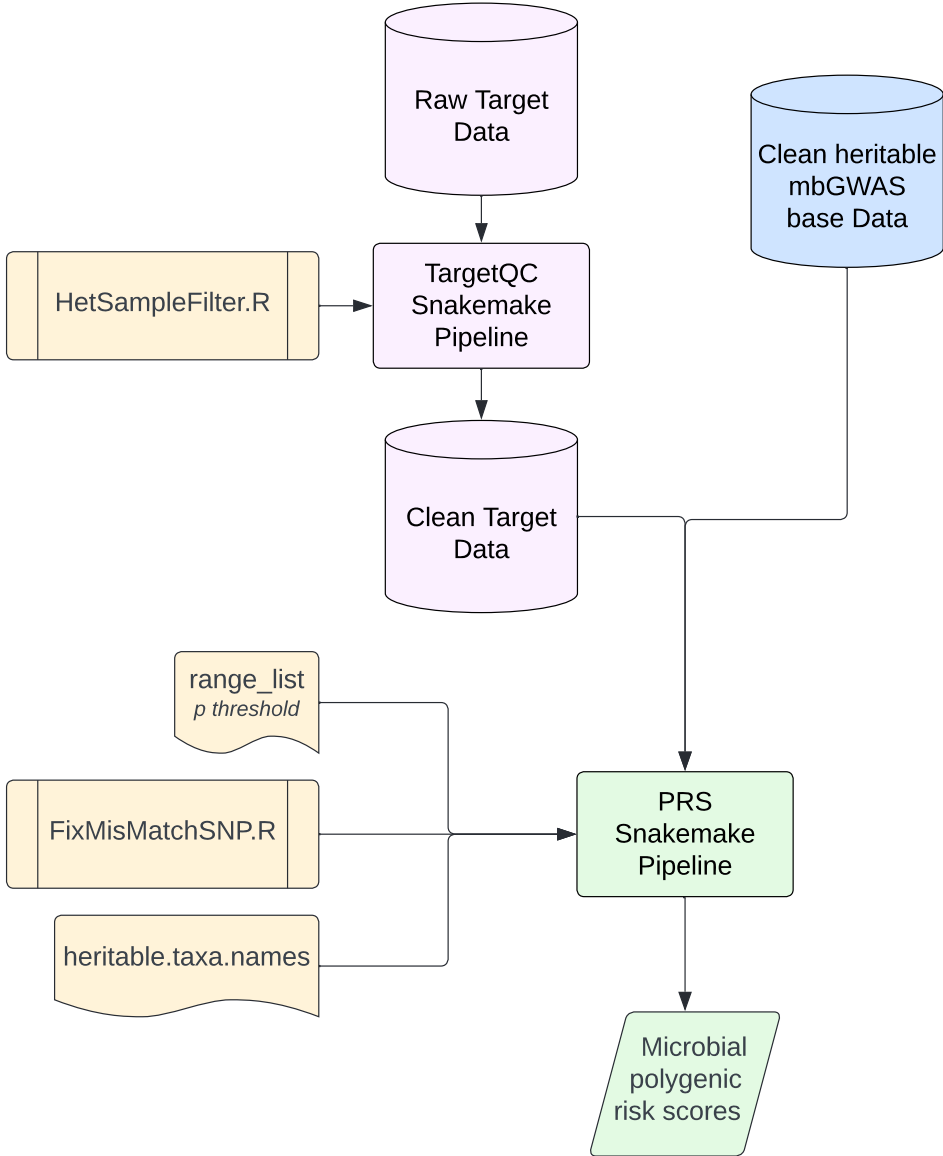 Raw Target
Data
Clean heritable
mbGWAS
base Data
HetSampleFilter.R
TargetQC
Snakemake
Pipeline
Clean Target
Data
range_list
p threshold
FixMisMatchSNP.R
PRS
Snakemake
Pipeline
heritable.taxa.names
Microbial
polygenic
risk scores